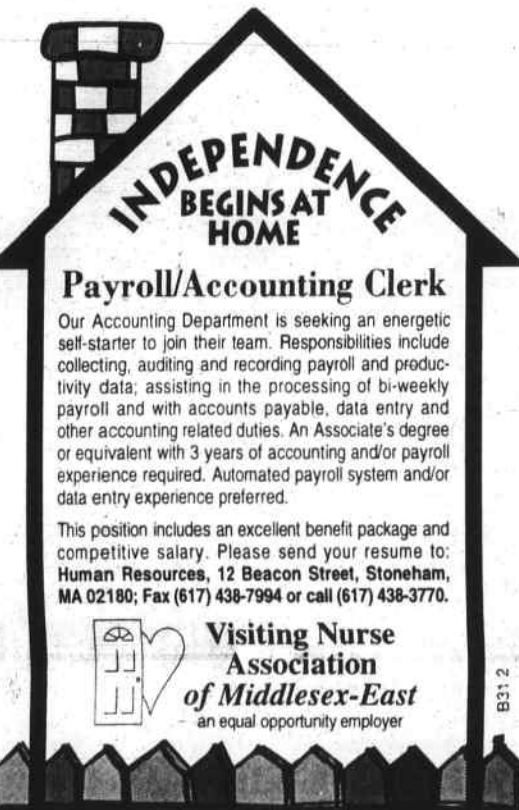 INDEPENDENCE
BEGINS AT
HOME
Payroll/Accounting Clerk
Our Accounting Department is seeking an energetic
self-starter to join their team. Responsibilities include
collecting, auditing and recording payroll and produc-
tivity data; assisting in the processing of bi-weekly
payroll and with accounts payable, data entry and
other accounting related duties. An Associate's degree
or equivalent with 3 years of accounting and/or payroll
experience required. Automated payroll system and/or
data entry experience preferred.
This position includes an excellent benefit package and
competitive salary. Please send your resume to:
Human Resources, 12 Beacon Street, Stoneham,
MA 02180; Fax (617) 438-7994 or call (617) 438-3770.
Visiting Nurse
Association
of Middlesex-East
an equal opportunity employer
B31 2